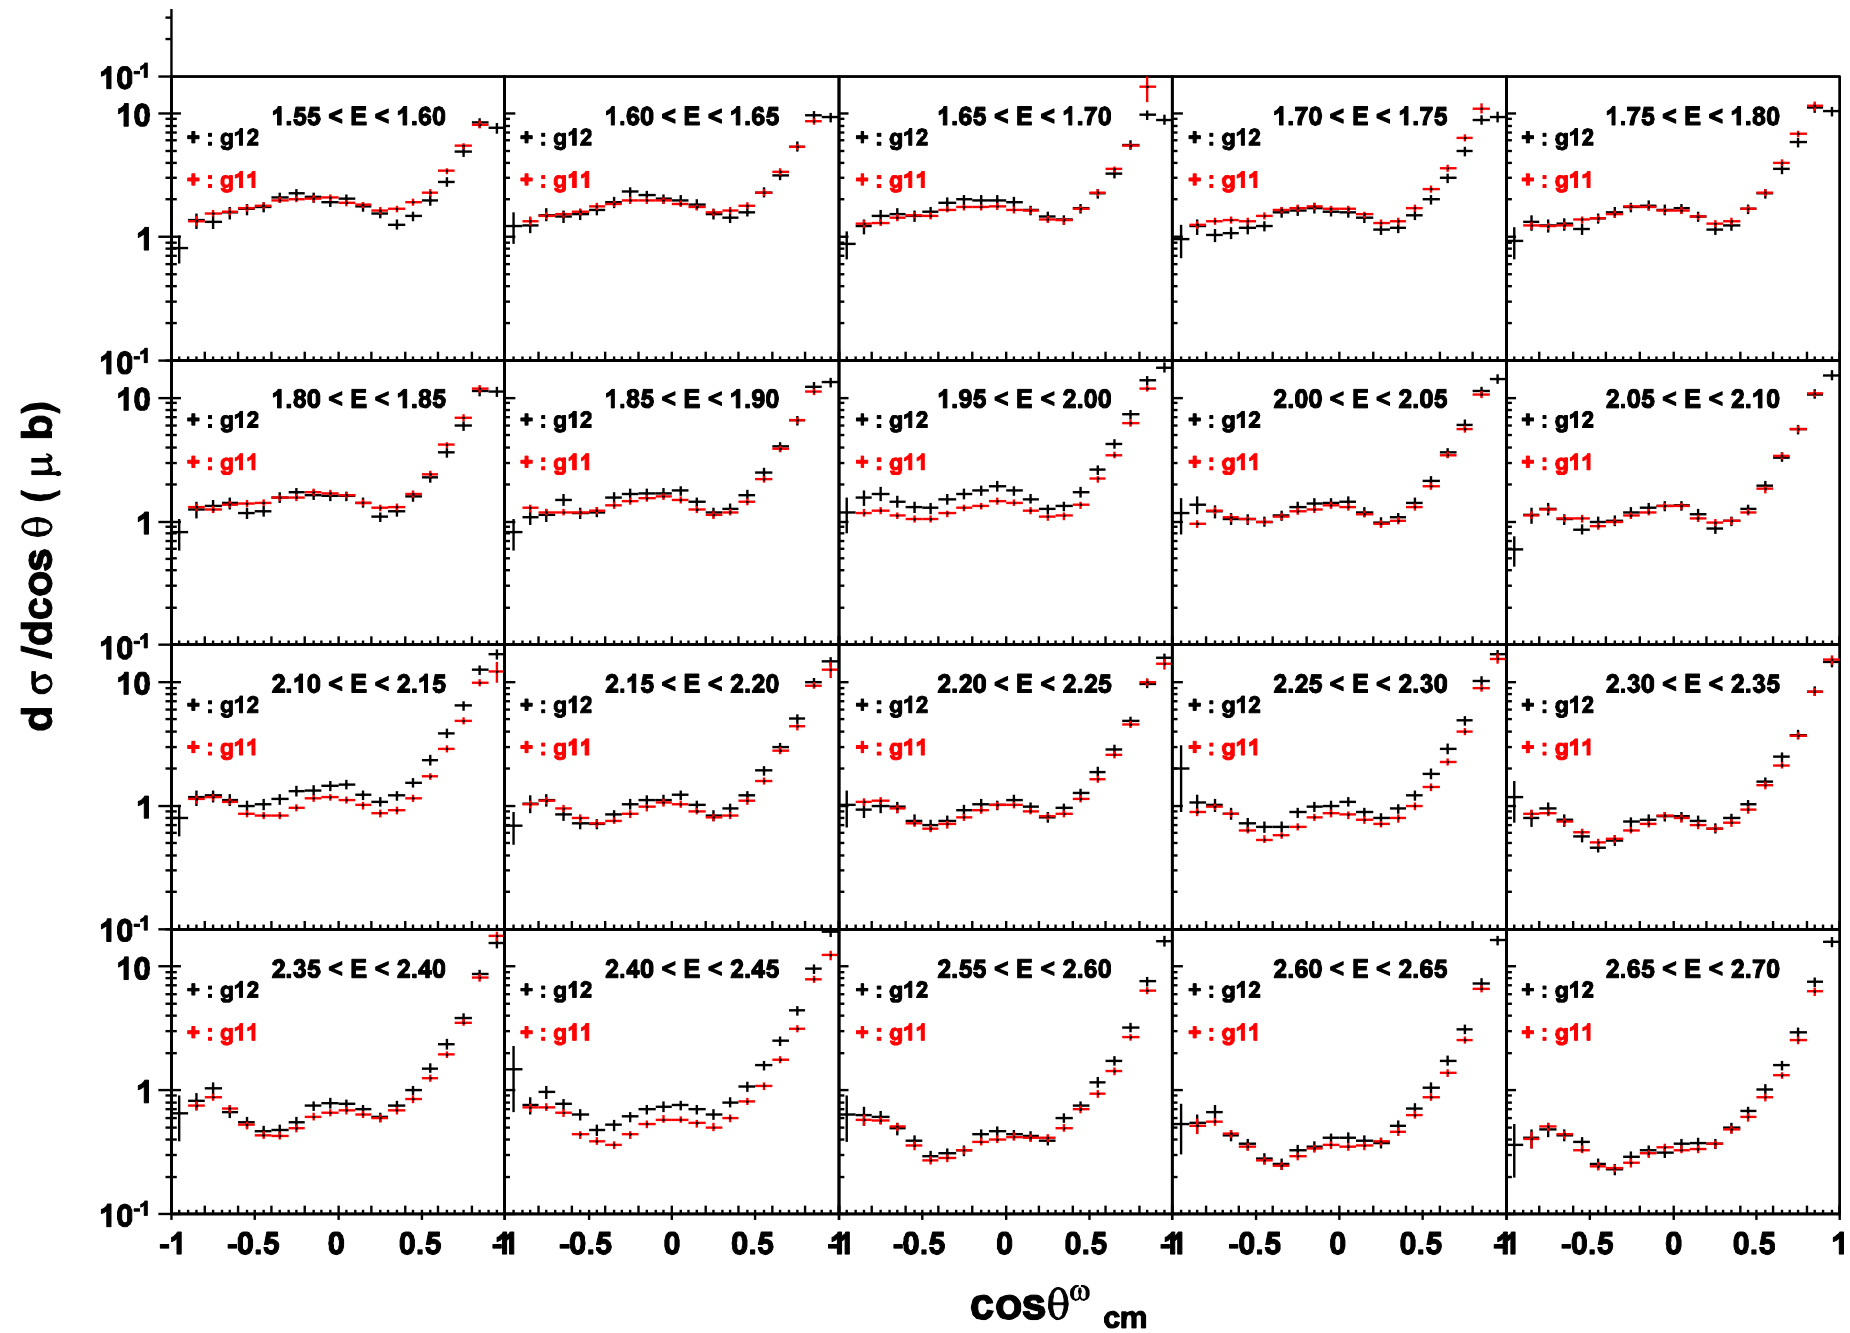 10-1
10
1.55 < E < 1.60
1.60 < E < 1.65
1.65 < E < 1.70
1.70 < E < 1.75
1.75 < E < 1.80
+ : g12
+ : g12
+ : g12
+ : g12
+ : g12
+ : g11
+ : g11
+ : g11
+ : g11
+ : g11
1
10-1
10
1.80 < E < 1.85
1.85 < E < 1.90
1.95 < E < 2.00
2.00 < E < 2.05
2.05 < E < 2.10
+ : g12
+ : g12
+ : g12
+ : g12
+ : g12
+ : g11
+ : g11
+ : g11
+ : g11
+ : g11
1
d σ /dcos θ ( μ b)
10-1
10
2.10 < E < 2.15
2.15 < E < 2.20
2.20 < E < 2.25
2.25 < E < 2.30
2.30 < E < 2.35
+ : g12
+ : g12
+ : g12
+ : g12
+ : g12
+ : g11
+ : g11
+ : g11
+ : g11
+ : g11
1
10-1
10
2.35 < E < 2.40
2.40 < E < 2.45
2.55 < E < 2.60
2.60 < E < 2.65
2.65 < E < 2.70
+ : g12
+ : g12
+ : g12
+ : g12
+ : g12
+ : g11
+ : g11
+ : g11
+ : g11
+ : g11
1
10-1
-1 -0.5 0 0.5 -1 -0.5 0 0.5 -1 -0.5 0 0.5 -1 -0.5 0 0.5 -1 -0.5 0 0.5 1
cosθω cm